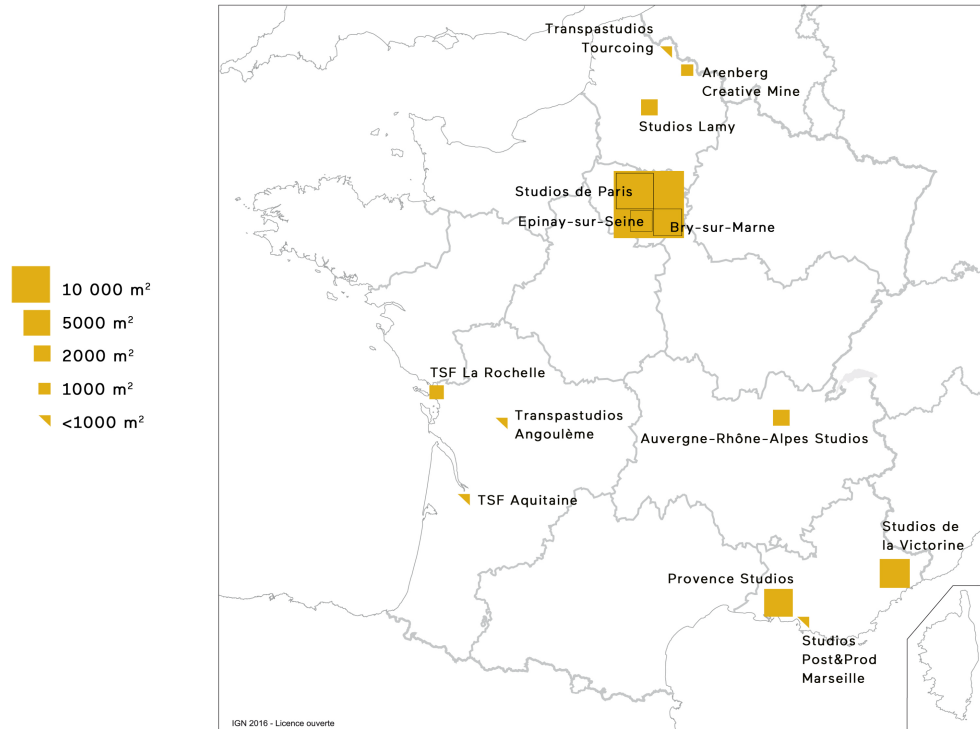 Transpastudios
Tourcoing
Arenberg
Creative Mine
Studios Lamy
Studios de Paris
Epinay-sur-Seine
Bry-sur-Marne
10 000 m²
5000 m²
2000 m²
1000 m²
<1000 m²
TSF La Rochelle
Transpastudios
Angoulème
Auvergne-Rhône-Alpes Studios
TSF Aquitaine
Studios de
la Victorine
Provence Studios
Studios
Post&Prod
Marseille
IGN 2016 - Licence ouverte